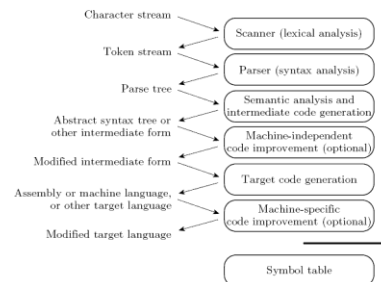 Character stream
Scanner (lexical analysis)
Token stream
Parser (syntax analysis)
Parse tree
Semantic analysis and
intermediate code generation
Abstract syntax tree or
other intermediate form
Machine-independent
code improvement (optional)
Modified intermediate form
Target code generation
Assembly or machine language,
or other target language
Machine-specific
code improvement (optional)
Modified target language
Symbol table